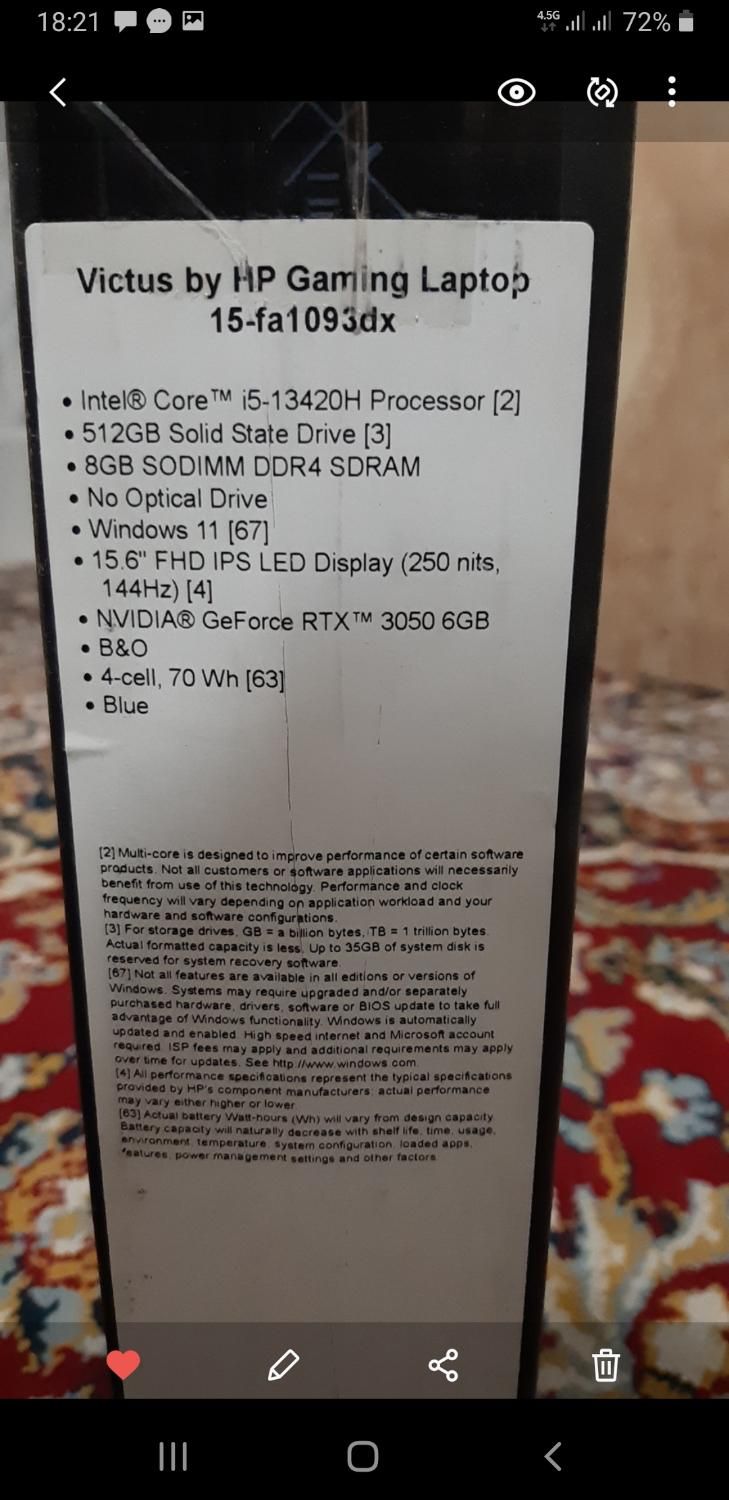 18:21
4.5G
72%
Victus by HP Gaming Laptop
15-fa1093dx
• Intel® Core™ i5-13420H Processor [2]
• 512GB Solid State Drive [3]
• 8GB SODIMM DDR4 SDRAM
• No Optical Drive
• Windows 11 [67]
• 15.6" FHD IPS LED Display (250 nits,
144Hz) [4]
• NVIDIA® GeForce RTX™ 3050 6GB
• B&O
• 4-cell, 70 Wh [63]
• Blue
[2] Multi-core is designed to improve performance of certain software
products. Not all customers or software applications will necessarily
benefit from use of this technology. Performance and clock
frequency will vary depending on application workload and your
hardware and software configurations.
[3] For storage drives, GB = a billion bytes, TB = 1 trillion bytes.
Actual formatted capacity is less. Up to 35GB of system disk is
reserved for system recovery software.
[67] Not all features are available in all editions or versions of
Windows. Systems may require upgraded and/or separately
purchased hardware, drivers, software or BIOS update to take full
advantage of Windows functionality. Windows is automatically
updated and enabled. High speed internet and Microsoft account
required. ISP fees may apply and additional requirements may apply
over time for updates. See http://www.windows.com.
[4] All performance specifications represent the typical specifications
provided by HP's component manufacturers; actual performance
may vary either higher or lower.
[63] Actual battery Watt-hours (Wh) will vary from design capacity.
Battery capacity will naturally decrease with shelf life, time, usage,
environment, temperature, system configuration, loaded apps,
features, power management settings and other factors.